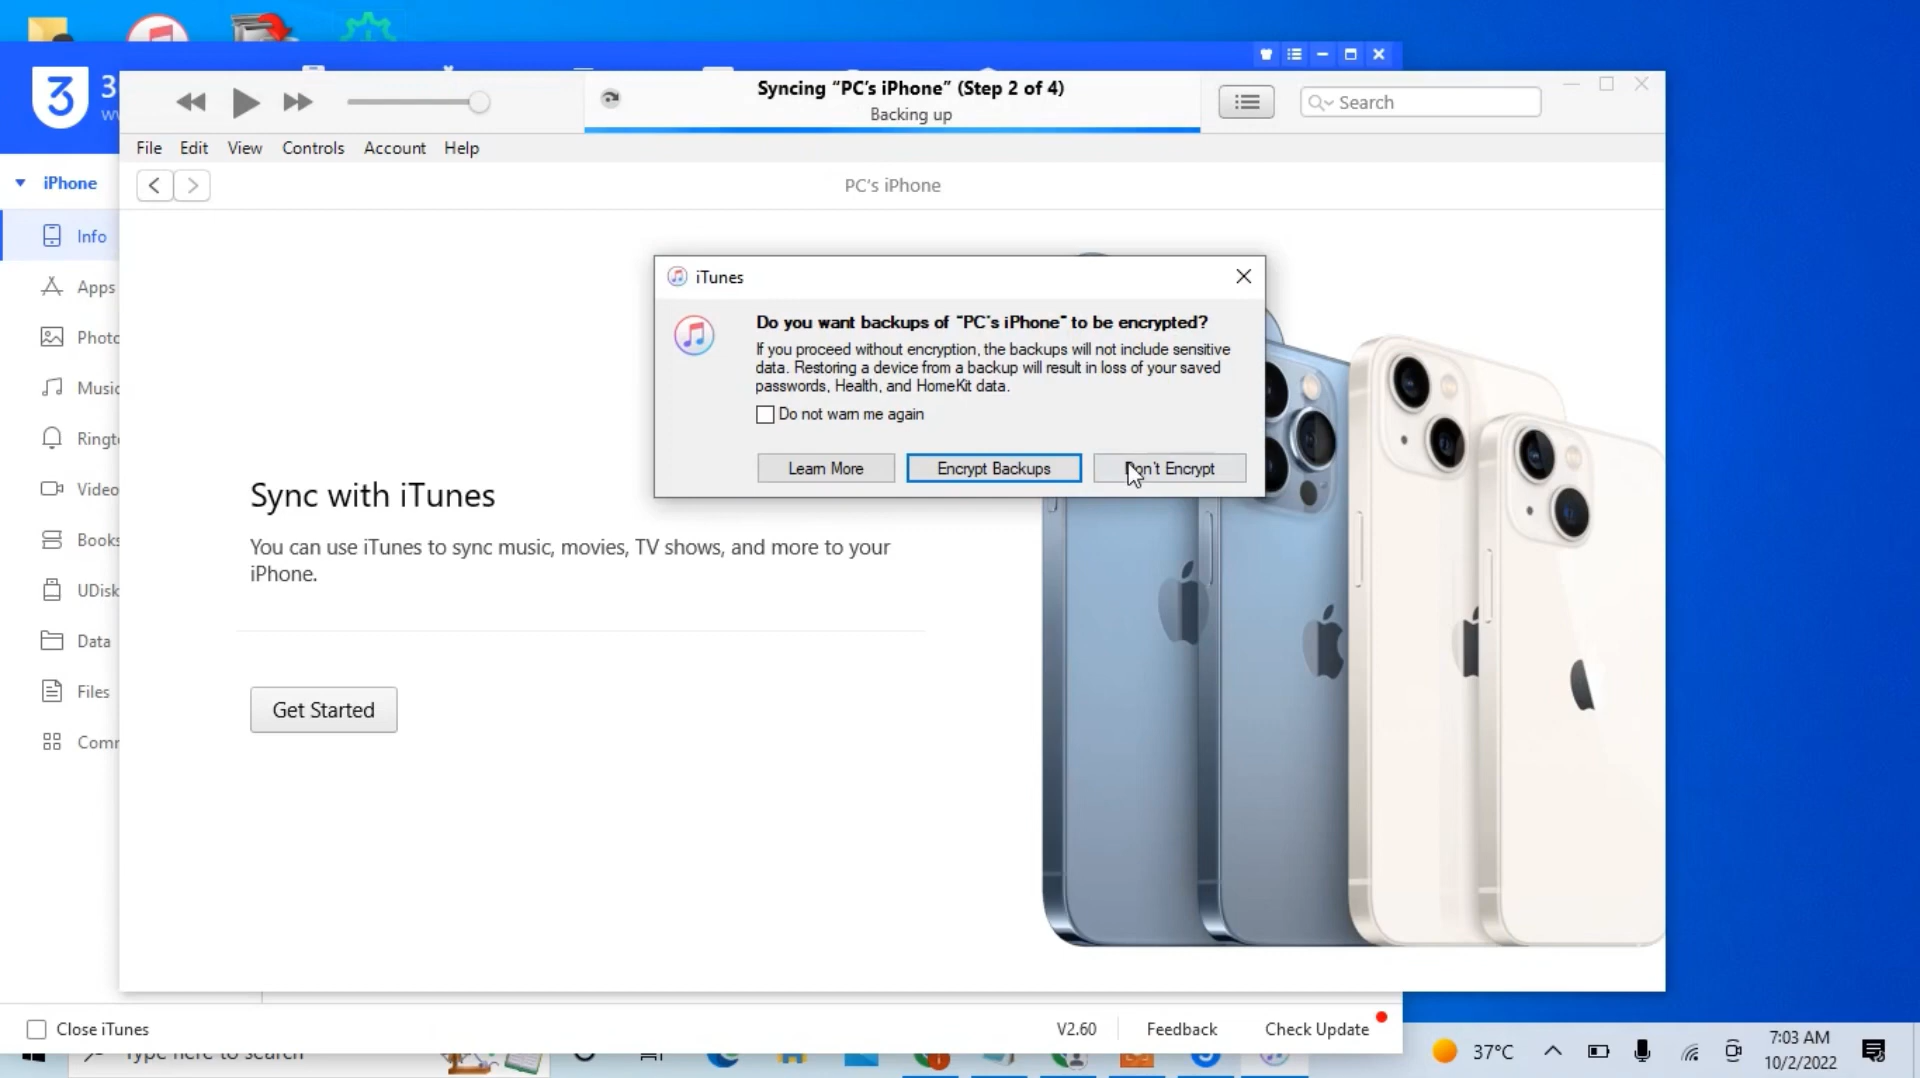 3
Syncing “PC’s iPhone” (Step 2 of 4)
Backing up
Search
File Edit View Controls Account Help
PC’s iPhone
iPhone
Info
Apps
Music
Video
Books
UDisk
Data
Files
iTunes
Do you want backups of “PC’s iPhone” to be encrypted?
If you proceed without encryption, the backups will not include sensitive
data. Restoring a device from a backup will result in loss of your saved
passwords, Health, and HomeKit data.
Do not warn me again
Learn More Encrypt Backups Don't Encrypt
Sync with iTunes
You can use iTunes to sync music, movies, TV shows, and more to your
iPhone.
Get Started
Close iTunes
V2.60 Feedback Check Update
Type here to search
37°C
7:03 AM
10/2/2022